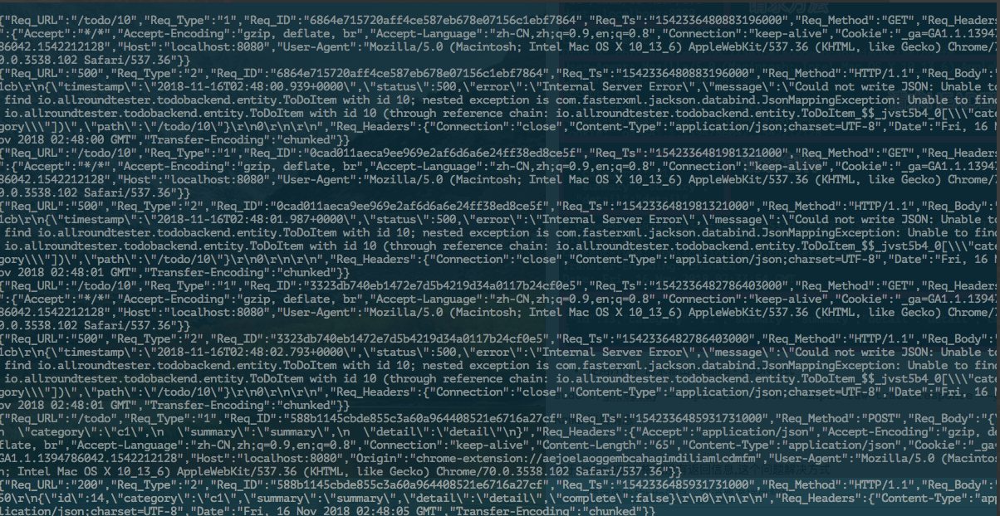 {"Req_URL":"/todo/10","Req_Type":"1","Req_ID":"6864e715720aff4ce587eb678e07156c1ebf7864","Req_Ts":"1542336480883196000","Req_Method":"GET","Req_Headers
":{"Accept":"*/*","Accept-Encoding":"gzip, deflate, br","Accept-Language":"zh-CN,zh;q=0.9,en;q=0.8","Connection":"keep-alive","Cookie":"_ga=GA1.1.1394
86042.1542212128","Host":"localhost:8080","User-Agent":"Mozilla/5.0 (Macintosh; Intel Mac OS X 10_13_6) AppleWebKit/537.36 (KHTML, like Gecko) Chrome/
0.0.3538.102 Safari/537.36"}}
{"Req_URL":"500","Req_Type":"2","Req_ID":"6864e715720aff4ce587eb678e07156c1ebf7864","Req_Ts":"1542336480883196000","Req_Method":"HTTP/1.1","Req_Body":
1cb\r\n{\"timestamp\":\"2018-11-16T02:48:00.939+0000\",\"status\":500,\"error\":\"Internal Server Error\",\"message\":\"Could not write JSON: Unable to
 find io.allroundtester.todobackend.entity.ToDoItem with id 10; nested exception is com.fasterxml.jackson.databind.JsonMappingException: Unable to find
 io.allroundtester.todobackend.entity.ToDoItem with id 10 (through reference chain: io.allroundtester.todobackend.entity.ToDoItem_$$_jvst5b4_0[\\\"cate
gory\\\"])\",\"path\":\"/todo/10\"}\r\n0\r\n\r\n","Req_Headers":{"Connection":"close","Content-Type":"application/json;charset=UTF-8","Date":"Fri, 16 N
ov 2018 02:48:00 GMT","Transfer-Encoding":"chunked"}}
{"Req_URL":"/todo/10","Req_Type":"1","Req_ID":"0cad011aeca9ee969e2af6d6a6e24ff38ed8ce5f","Req_Ts":"1542336481981321000","Req_Method":"GET","Req_Headers
":{"Accept":"*/*","Accept-Encoding":"gzip, deflate, br","Accept-Language":"zh-CN,zh;q=0.9,en;q=0.8","Connection":"keep-alive","Cookie":"_ga=GA1.1.1394
86042.1542212128","Host":"localhost:8080","User-Agent":"Mozilla/5.0 (Macintosh; Intel Mac OS X 10_13_6) AppleWebKit/537.36 (KHTML, like Gecko) Chrome/
0.0.3538.102 Safari/537.36"}}
{"Req_URL":"500","Req_Type":"2","Req_ID":"0cad011aeca9ee969e2af6d6a6e24ff38ed8ce5f","Req_Ts":"1542336481981321000","Req_Method":"HTTP/1.1","Req_Body":
1cb\r\n{\"timestamp\":\"2018-11-16T02:48:01.987+0000\",\"status\":500,\"error\":\"Internal Server Error\",\"message\":\"Could not write JSON: Unable to
 find io.allroundtester.todobackend.entity.ToDoItem with id 10; nested exception is com.fasterxml.jackson.databind.JsonMappingException: Unable to find
 io.allroundtester.todobackend.entity.ToDoItem with id 10 (through reference chain: io.allroundtester.todobackend.entity.ToDoItem_$$_jvst5b4_0[\\\"cate
gory\\\"])\",\"path\":\"/todo/10\"}\r\n0\r\n\r\n","Req_Headers":{"Connection":"close","Content-Type":"application/json;charset=UTF-8","Date":"Fri, 16 N
ov 2018 02:48:01 GMT","Transfer-Encoding":"chunked"}}
{"Req_URL":"/todo/10","Req_Type":"1","Req_ID":"3323db740eb1472e7d5b4219d34a0117b24cf0e5","Req_Ts":"1542336482786403000","Req_Method":"GET","Req_Headers
":{"Accept":"*/*","Accept-Encoding":"gzip, deflate, br","Accept-Language":"zh-CN,zh;q=0.9,en;q=0.8","Connection":"keep-alive","Cookie":"_ga=GA1.1.1394
86042.1542212128","Host":"localhost:8080","User-Agent":"Mozilla/5.0 (Macintosh; Intel Mac OS X 10_13_6) AppleWebKit/537.36 (KHTML, like Gecko) Chrome/
0.0.3538.102 Safari/537.36"}}
{"Req_URL":"500","Req_Type":"2","Req_ID":"3323db740eb1472e7d5b4219d34a0117b24cf0e5","Req_Ts":"1542336482786403000","Req_Method":"HTTP/1.1","Req_Body":
1cb\r\n{\"timestamp\":\"2018-11-16T02:48:02.793+0000\",\"status\":500,\"error\":\"Internal Server Error\",\"message\":\"Could not write JSON: Unable to
 find io.allroundtester.todobackend.entity.ToDoItem with id 10; nested exception is com.fasterxml.jackson.databind.JsonMappingException: Unable to find
 io.allroundtester.todobackend.entity.ToDoItem with id 10 (through reference chain: io.allroundtester.todobackend.entity.ToDoItem_$$_jvst5b4_0[\\\"cate
gory\\\"])\",\"path\":\"/todo/10\"}\r\n0\r\n\r\n","Req_Headers":{"Connection":"close","Content-Type":"application/json;charset=UTF-8","Date":"Fri, 16 N
ov 2018 02:48:01 GMT","Transfer-Encoding":"chunked"}}
{"Req_URL":"/todo","Req_Type":"1","Req_ID":"588b1145cbde855c3a60a964408521e6716a27cf","Req_Ts":"1542336485931731000","Req_Method":"POST","Req_Body":"{
n  \"category\":\"c1\",\n  \"summary\":\"summary\",\n  \"detail\":\"detail\"\n}","Req_Headers":{"Accept":"application/json","Accept-Encoding":"gzip, d
flate, br","Accept-Language":"zh-CN,zh;q=0.9,en;q=0.8","Connection":"keep-alive","Content-Length":"65","Content-Type":"application/json","Cookie":"_ga=
GA1.1.1394786042.1542212128","Host":"localhost:8080","Origin":"chrome-extension://aejoelaoggembcahagimdiliamlcdmfm","User-Agent":"Mozilla/5.0 (Macinto
h; Intel Mac OS X 10_13_6) AppleWebKit/537.36 (KHTML, like Gecko) Chrome/70.0.3538.102 Safari/537.36"}}
返回信息,这个问题解决方式
{"Req_URL":"200","Req_Type":"2","Req_ID":"588b1145cbde855c3a60a964408521e6716a27cf","Req_Ts":"1542336485931731000","Req_Method":"HTTP/1.1","Req_Body":
50\r\n{\"id\":14,\"category\":\"c1\",\"summary\":\"summary\",\"detail\":\"detail\",\"complete\":false}\r\n0\r\n\r\n","Req_Headers":{"Content-Type":"app
lication/json;charset=UTF-8","Date":"Fri, 16 Nov 2018 02:48:05 GMT","Transfer-Encoding":"chunked"}}